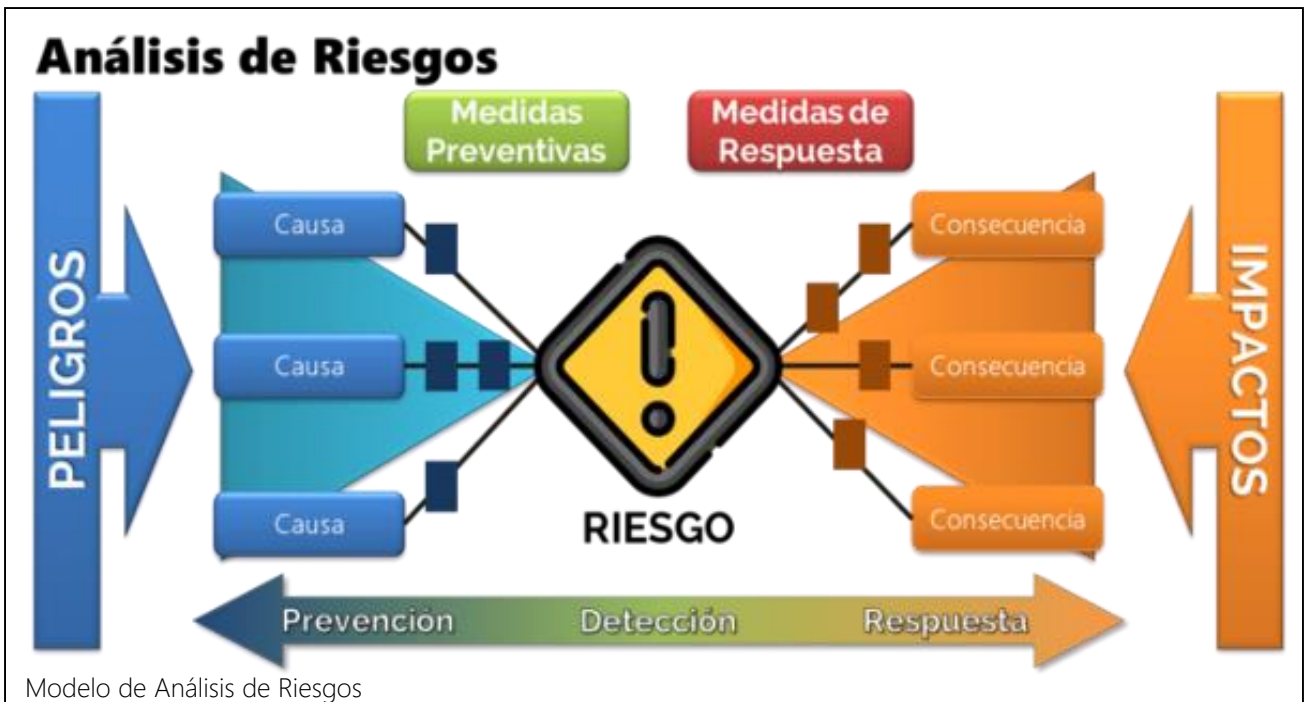 Análisis de Riesgos
Medidas
Preventivas
Medidas de
Respuesta
PELIGROS
Causa
Causa
Causa
RIESGO
Consecuencia
Consecuencia
Consecuencia
IMPACTOS
Prevención
Detección
Respuesta
Modelo de Análisis de Riesgos